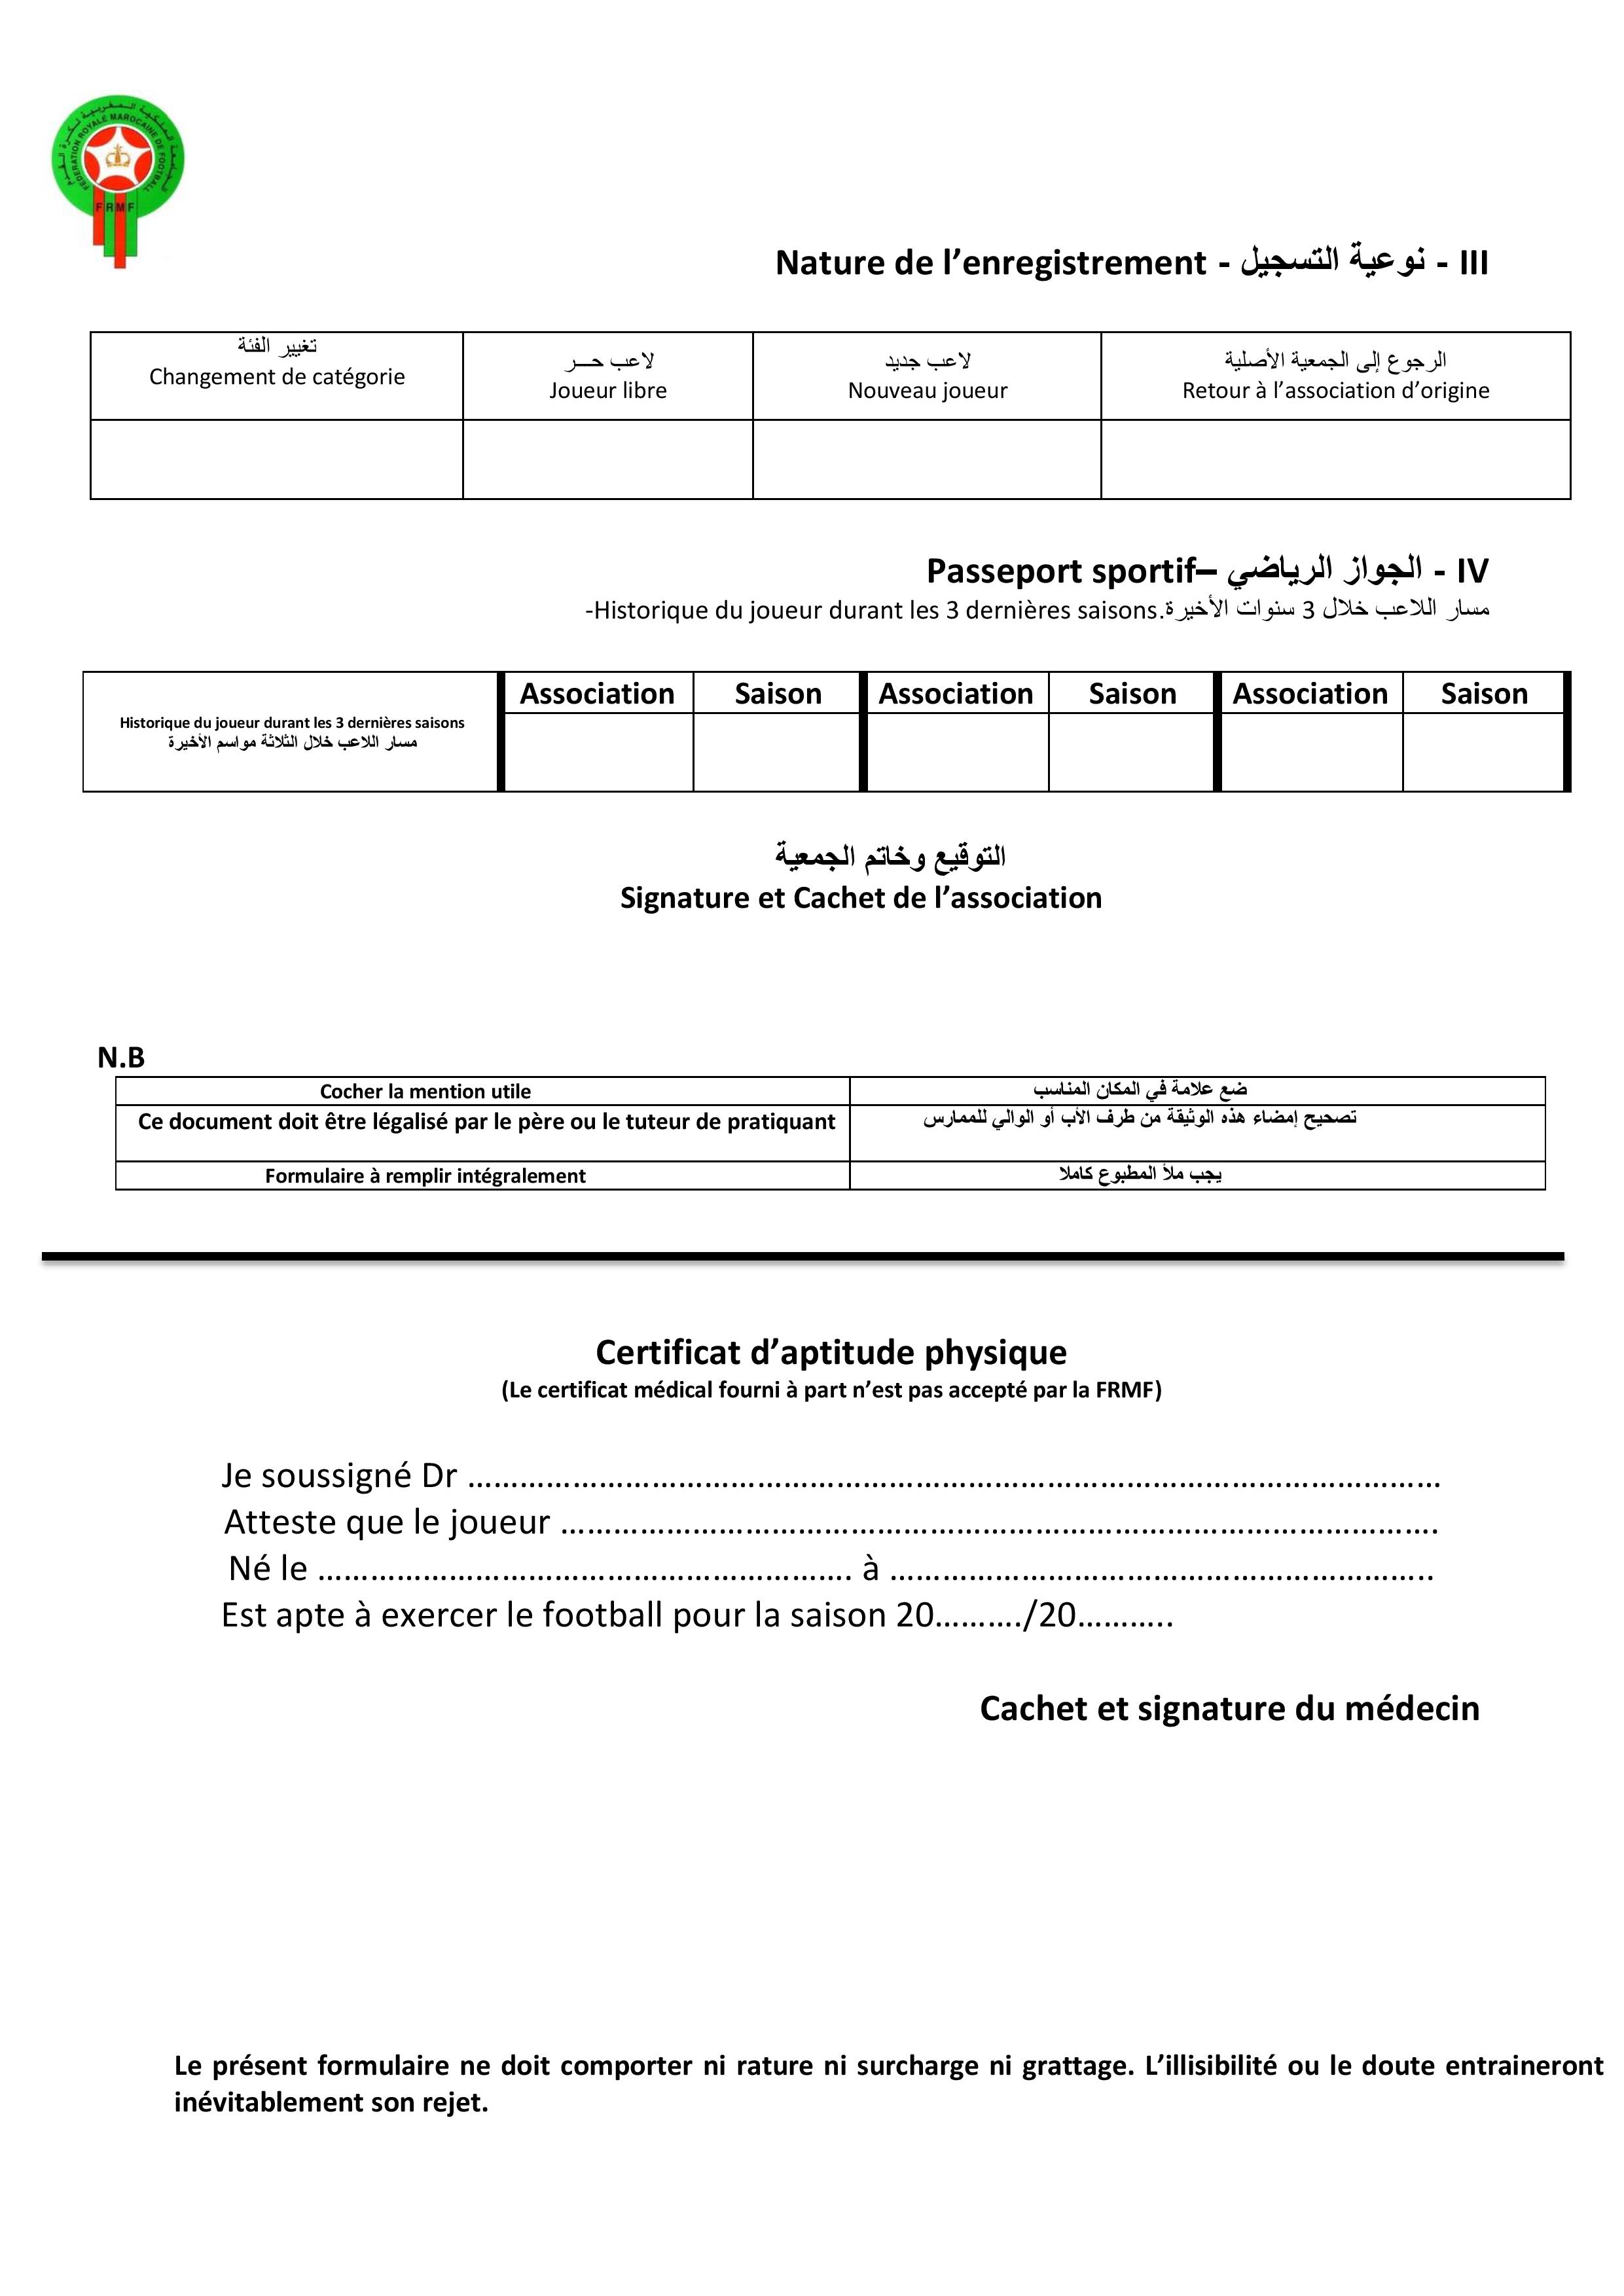 الجامعة الملكية المغربية لكرة القدم
FEDERATION ROYALE MAROCAINE DE FOOTBALL
FRMF
III - نوعية التسجيل - Nature de l’enregistrement
تغيير الفئة
Changement de catégorie
لاعب حـــر
Joueur libre
لاعب جديد
Nouveau joueur
الرجوع إلى الجمعية الأصلية
Retour à l’association d’origine
IV - الجواز الرياضي –Passeport sportif
مسار اللاعب خلال 3 سنوات الأخيرة.Historique du joueur durant les 3 dernières saisons-
Historique du joueur durant les 3 dernières saisons
مسار اللاعب خلال الثلاثة مواسم الأخيرة
Association Saison Association Saison Association Saison
التوقيع وخاتم الجمعية
Signature et Cachet de l’association
N.B
Cocher la mention utile ضع علامة في المكان المناسب
Ce document doit être légalisé par le père ou le tuteur de pratiquant تصحيح إمضاء هذه الوثيقة من طرف الأب أو الوالي للممارس
Formulaire à remplir intégralement يجب ملأ المطبوع كاملا
Certificat d’aptitude physique
(Le certificat médical fourni à part n’est pas accepté par la FRMF)
Je soussigné Dr ……………………………………………………………………………………………
Atteste que le joueur ………………………………………………………………………………….
Né le …………………………………………………. à …………………………………………………..
Est apte à exercer le football pour la saison 20………./20………..
Cachet et signature du médecin
Le présent formulaire ne doit comporter ni rature ni surcharge ni grattage. L’illisibilité ou le doute entraineront
inévitablement son rejet.